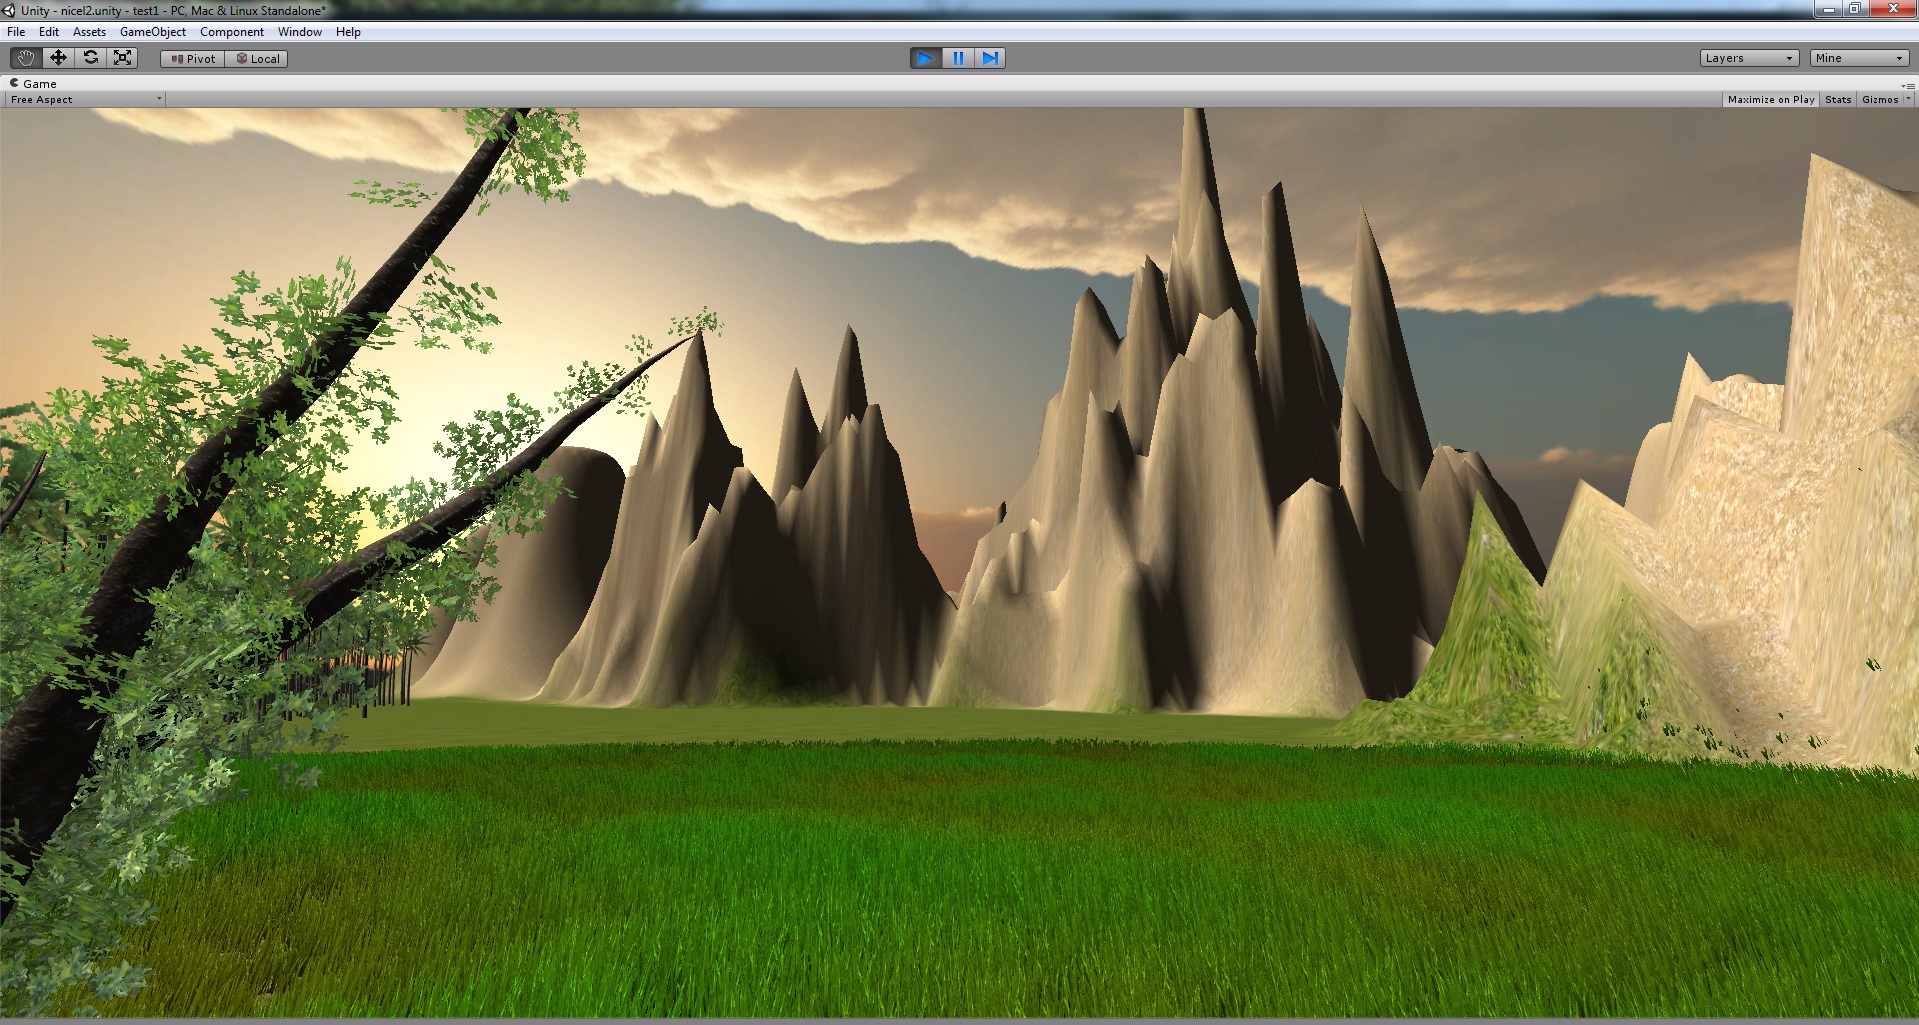 Unity - nicel2.unity - test1 - PC, Mac & Linux Standalone*
File Edit Assets GameObject Component Window Help
Pivot Local Layers Mine
Game
Free Aspect Maximize on Play Stats Gizmos